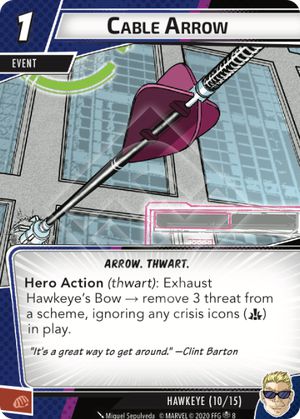 1
CABLE ARROW
EVENT
ARROW. THWART.
Hero Action (thwart): Exhaust
Hawkeye's Bow → remove 3 threat from
a scheme, ignoring any crisis icons ( )
in play.
"It's a great way to get around." —Clint Barton
HAWKEYE (10/15)
Miguel Sepulveda © MARVEL © 2020 FFG 8